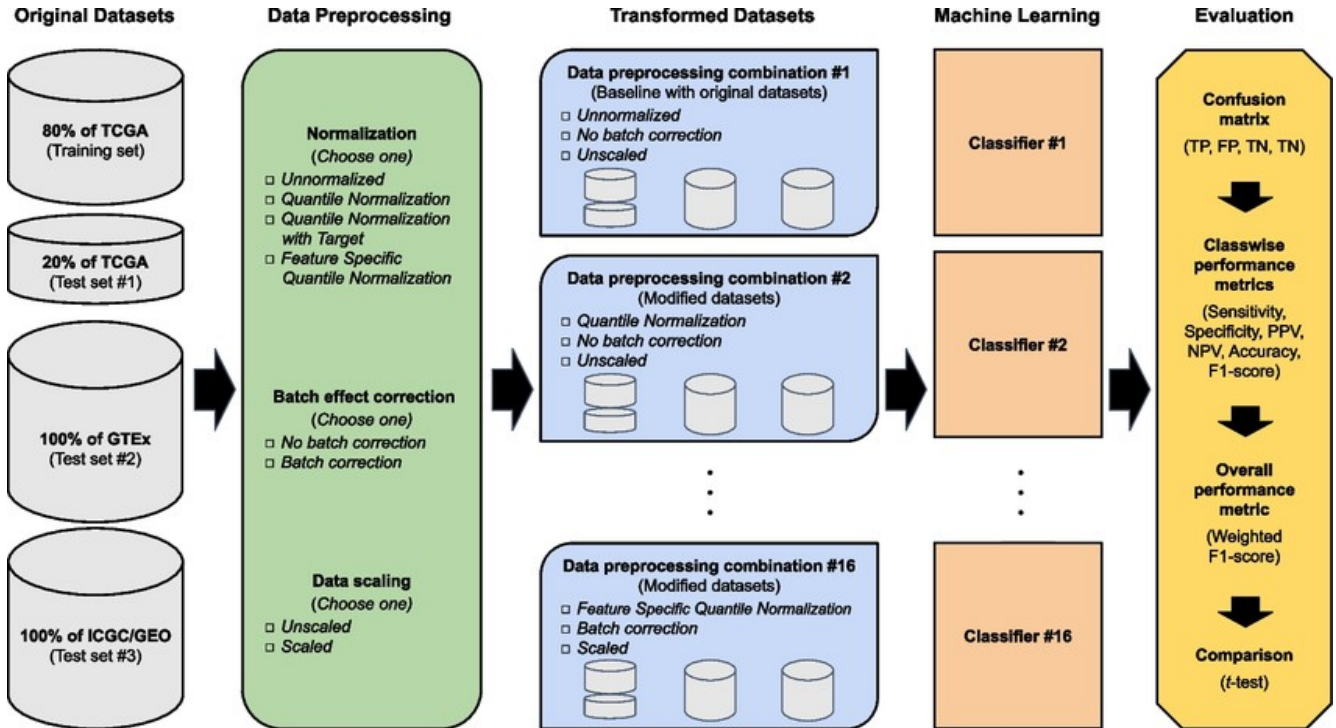 Original Datasets
80% of TCGA
(Training set)
20% of TCGA
(Test set #1)
100% of GTEx
(Test set #2)
100% of ICGC/GEO
(Test set #3)
Data Preprocessing
Normalization
(Choose one)
□ Unnormalized
□ Quantile Normalization
□ Quantile Normalization
with Target
□ Feature Specific
Quantile Normalization
Batch effect correction
(Choose one)
□ No batch correction
□ Batch correction
Data scaling
(Choose one)
□ Unscaled
□ Scaled
Transformed Datasets
Data preprocessing combination #1
(Baseline with original datasets)
□ Unnormalized
□ No batch correction
□ Unscaled
Data preprocessing combination #2
(Modified datasets)
□ Quantile Normalization
□ No batch correction
□ Unscaled
Data preprocessing combination #16
(Modified datasets)
□ Feature Specific Quantile Normalization
□ Batch correction
□ Scaled
Machine Learning
Classifier #1
Classifier #2
Classifier #16
Evaluation
Confusion
matrix
(TP, FP, TN, TN)
Classwise
performance
metrics
(Sensitivity,
Specificity, PPV,
NPV, Accuracy,
F1-score)
Overall
performance
metric
(Weighted
F1-score)
Comparison
(t-test)